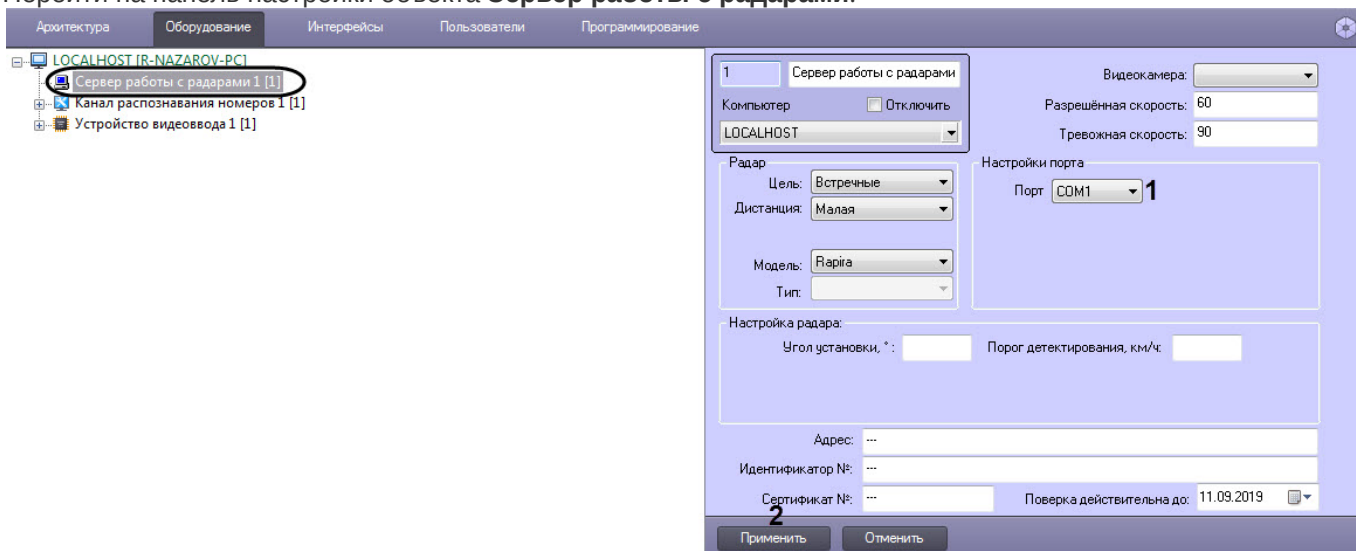 Перейти на панель настройки объекта Сервер работы с радарами.
Архитектура Оборудование Интерфейсы Пользователи Программирование
LOCALHOST [R-NAZAROV-PC]
Сервер работы с радарами 1 [1]
Канал распознавания номеров 1 [1]
Устройство видеоввода 1 [1]
1 Сервер работы с радарами
Компьютер Отключить
LOCALHOST
Видеокамера:
Разрешённая скорость: 60
Тревожная скорость: 90
Радар
Цель: Встречные
Дистанция: Малая
Модель: Rapira
Тип:
Настройки порта
Порт COM1 1
Настройка радара:
Угол установки, ° : Порог детектирования, км/ч:
Адрес: ---
Идентификатор №: ---
Сертификат №: --- Поверка действительна до: 11.09.2019
2
Применить Отменить